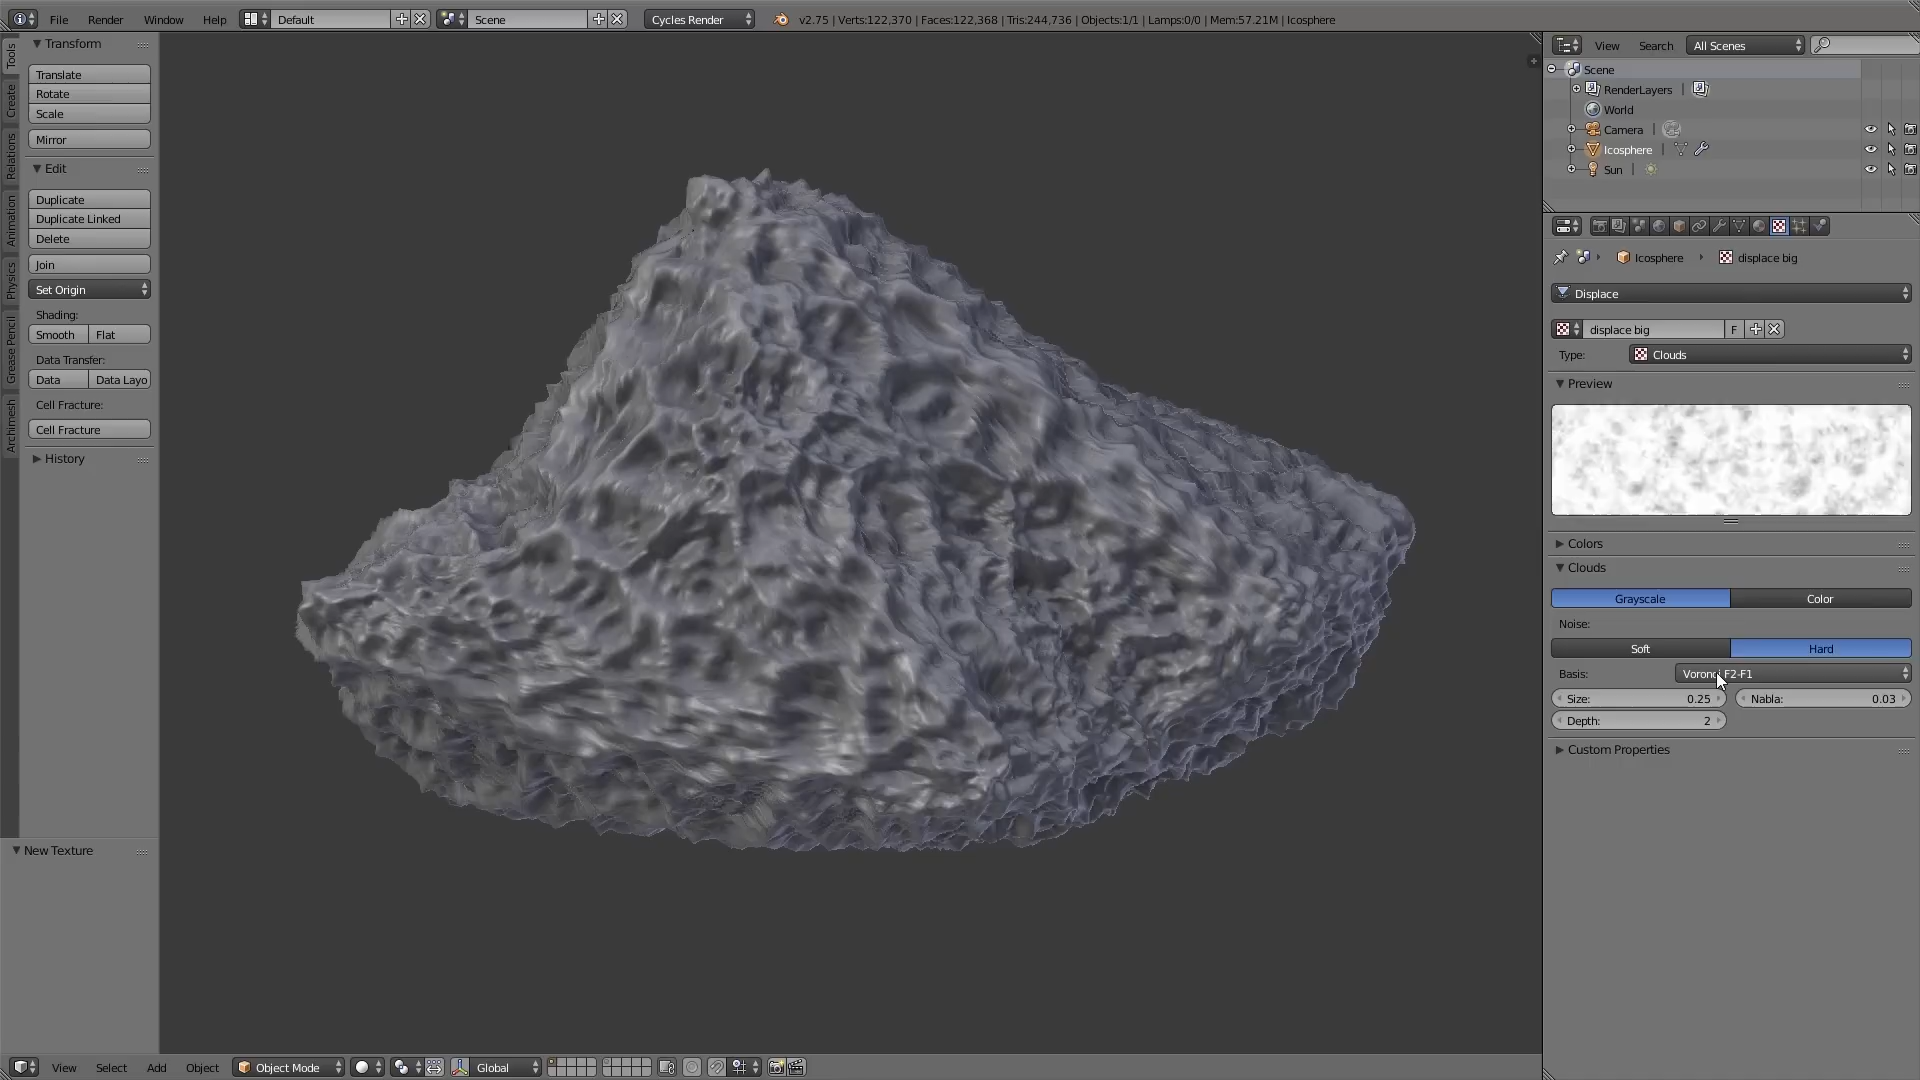 File Render Window Help Default Scene Cycles Render v2.75 | Verts:122,370 | Faces:122,368 | Tris:244,736 | Objects:1/1 | Lamps:0/0 | Mem:57.21M | Icosphere
Tools
Create
Relations
Animation
Physics
Grease Pencil
Archimesh
Transform
Translate
Rotate
Scale
Mirror
Edit
Duplicate
Duplicate Linked
Delete
Join
Set Origin
Shading:
Smooth Flat
Data Transfer:
Data Data Layo
Cell Fracture:
Cell Fracture
History
New Texture
View Search All Scenes
Scene
RenderLayers |
World
Camera |
Icosphere |
Sun |
Icosphere displace big
Displace
displace big F
Type: Clouds
Preview
Colors
Clouds
Grayscale Color
Noise:
Soft Hard
Basis: Voronoi F2-F1
Size: 0.25 Nabla: 0.03
Depth: 2
Custom Properties
View Select Add Object Object Mode Global